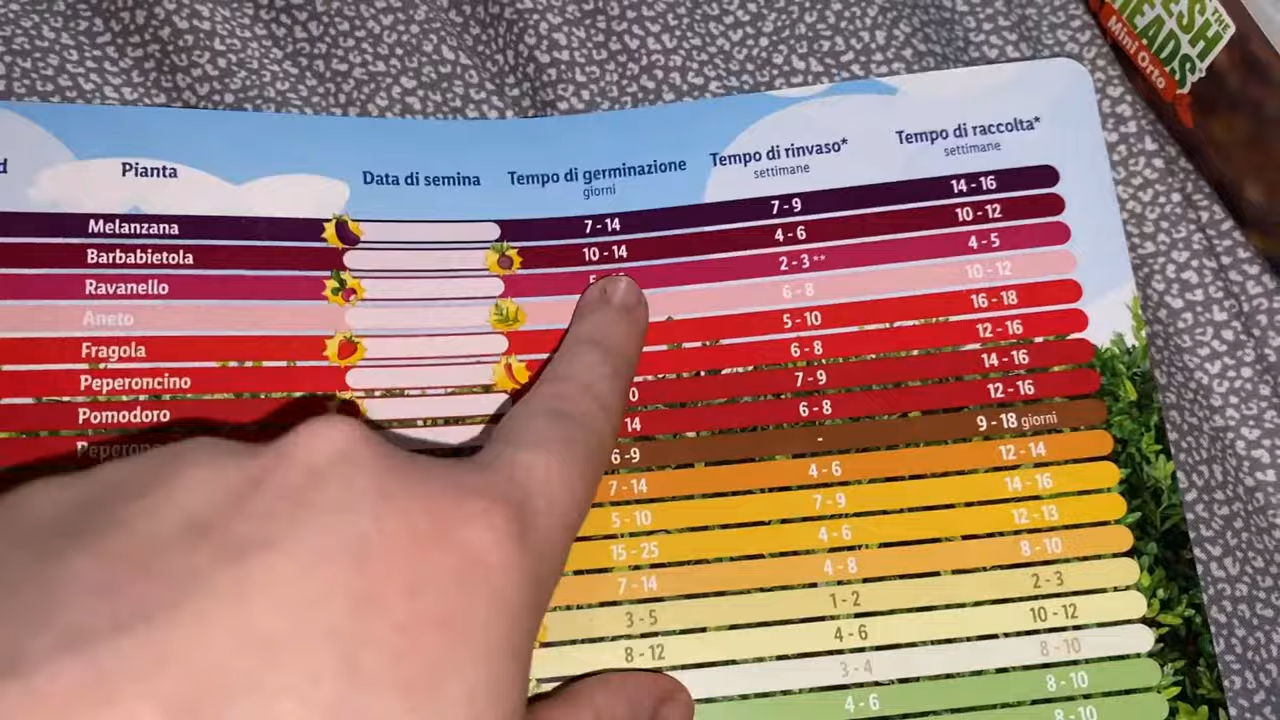 THE
Mini Orto
d Pianta Data di semina Tempo di germinazione Tempo di rinvaso* Tempo di raccolta*
giorni settimane settimane
Melanzana 7 - 14 7 - 9 14 - 16
Barbabietola 10 - 14 4 - 6 10 - 12
Ravanello 2 - 3** 4 - 5
Aneto 6 - 8 10 - 12
Fragola 5 - 10 16 - 18
Peperoncino 6 - 8 12 - 16
Pomodoro 0 7 - 9 14 - 16
14 6 - 8 12 - 16
6 - 9 - 9 - 18 giorni
7 - 14 4 - 6 12 - 14
5 - 10 7 - 9 14 - 16
15 - 25 4 - 6 12 - 13
7 - 14 4 - 8 8 - 10
3 - 5 1 - 2 2 - 3
8 - 12 4 - 6 10 - 12
3 - 4 8 - 10
4 - 6 8 - 10
8 - 10